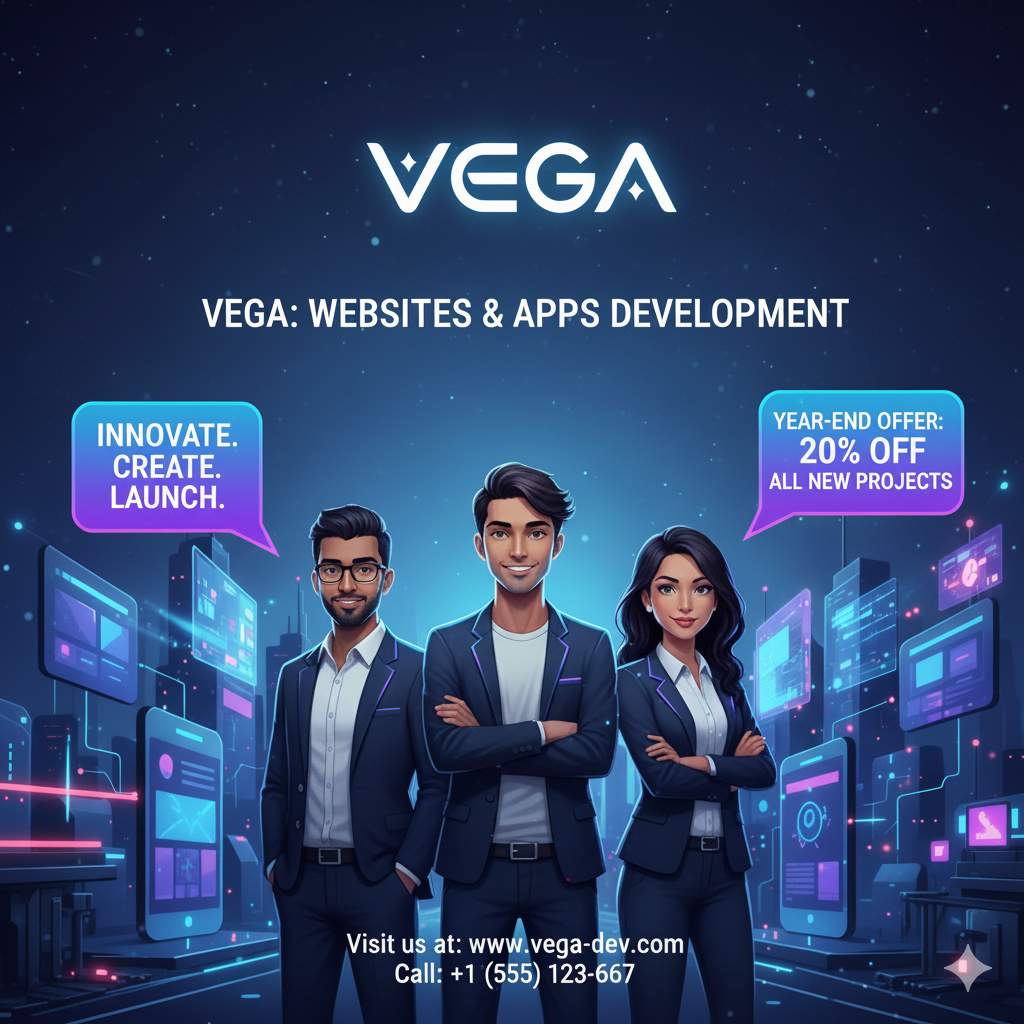 VEGA
VEGA: WEBSITES & APPS DEVELOPMENT
INNOVATE.
CREATE.
LAUNCH.
YEAR-END OFFER:
20% OFF
ALL NEW PROJECTS
Visit us at: www.vega-dev.com
Call: +1 (555) 123-667